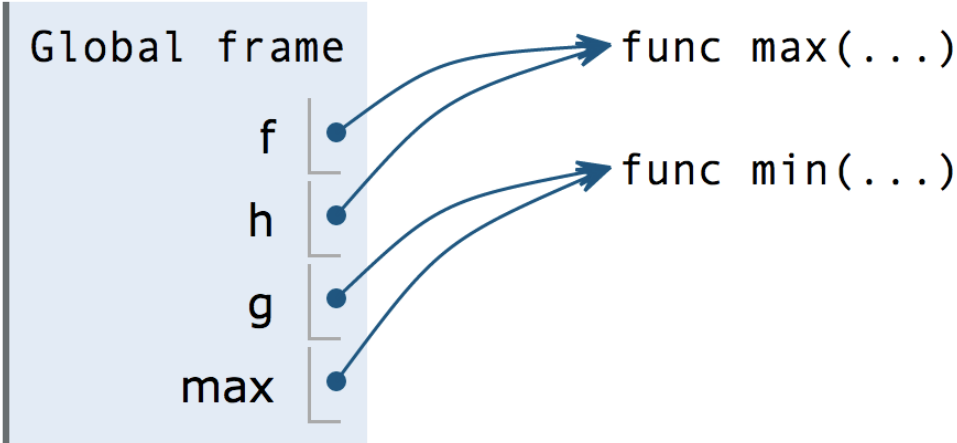 Global frame
func max(...)
f
func min(...)
h
g
max